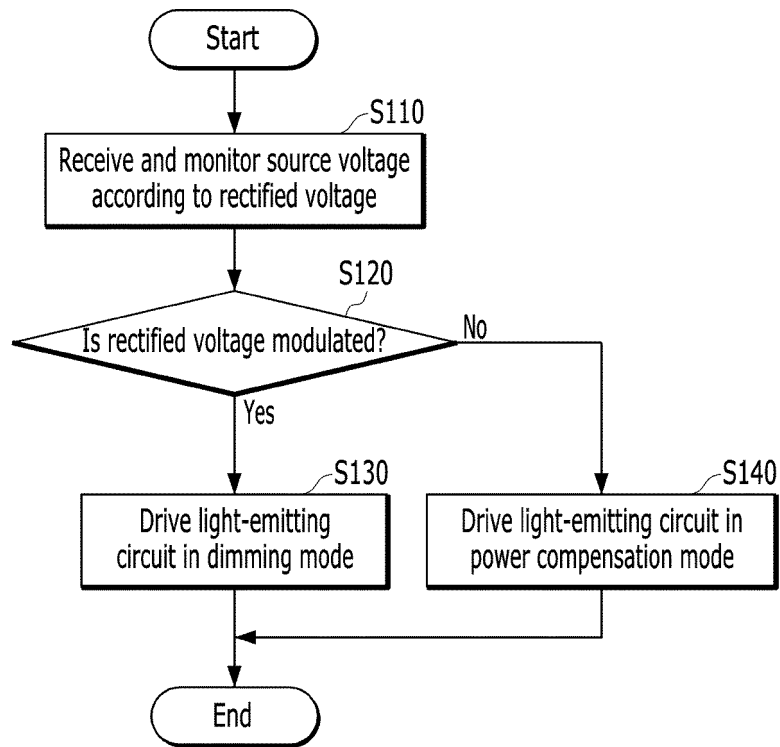 Start
S110
Receive and monitor source voltage
according to rectified voltage
S120
Is rectified voltage modulated?
No
Yes
S130
Drive light-emitting
circuit in dimming mode
S140
Drive light-emitting circuit in
power compensation mode
End